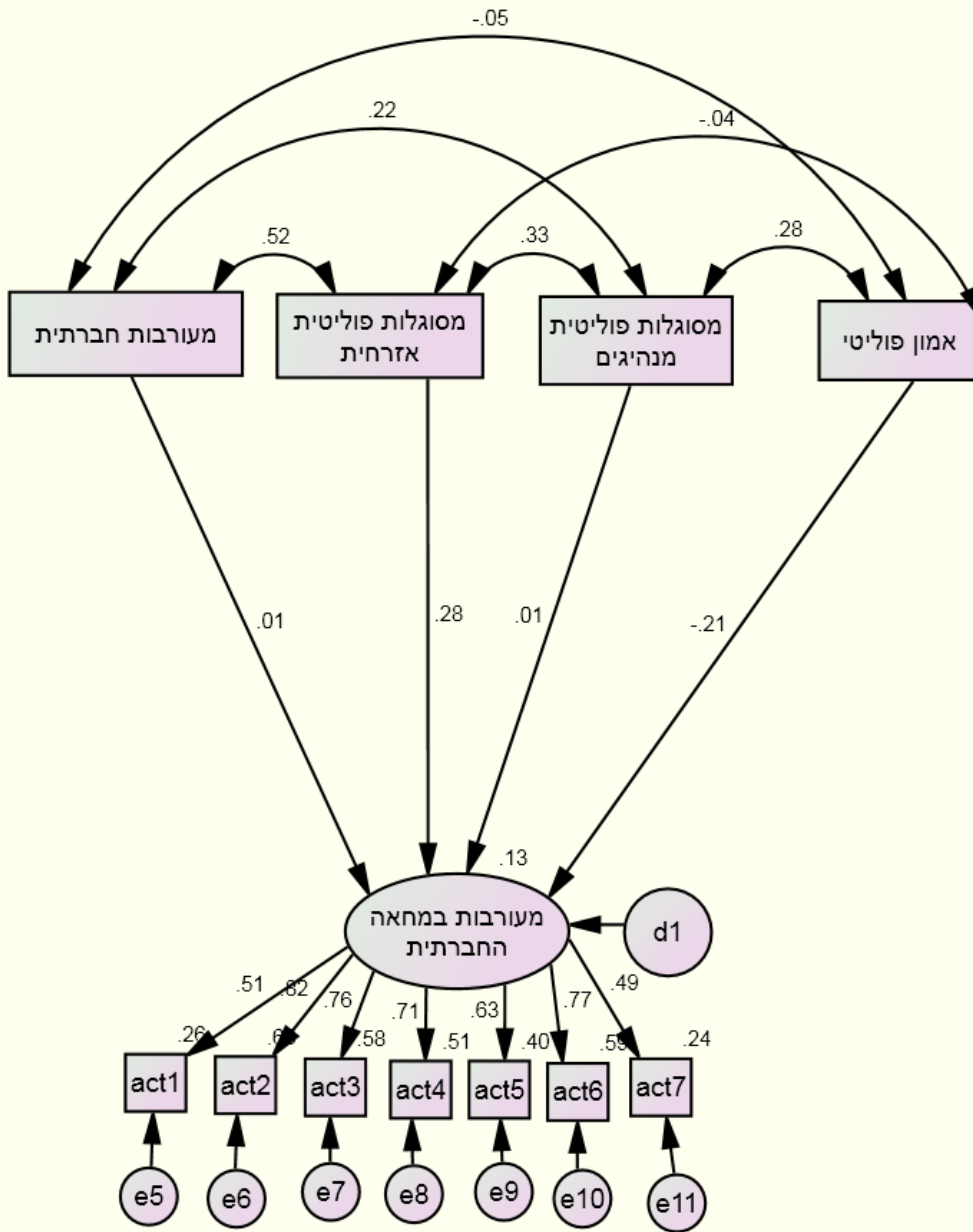 -.05
.22
-.04
.52
.33
.28
מעורבות חברתית
מסוגלות פוליטית
אזרחית
מסוגלות פוליטית
מנהיגים
אמון פוליטי
.01
.28
.01
-.21
.13
מעורבות במחאה
החברתית
d1
.51
.82
.76
.71
.63
.77
.49
.26
.58
.51
.40
.59
.24
act1
act2
act3
act4
act5
act6
act7
e5
e6
e7
e8
e9
e10
e11